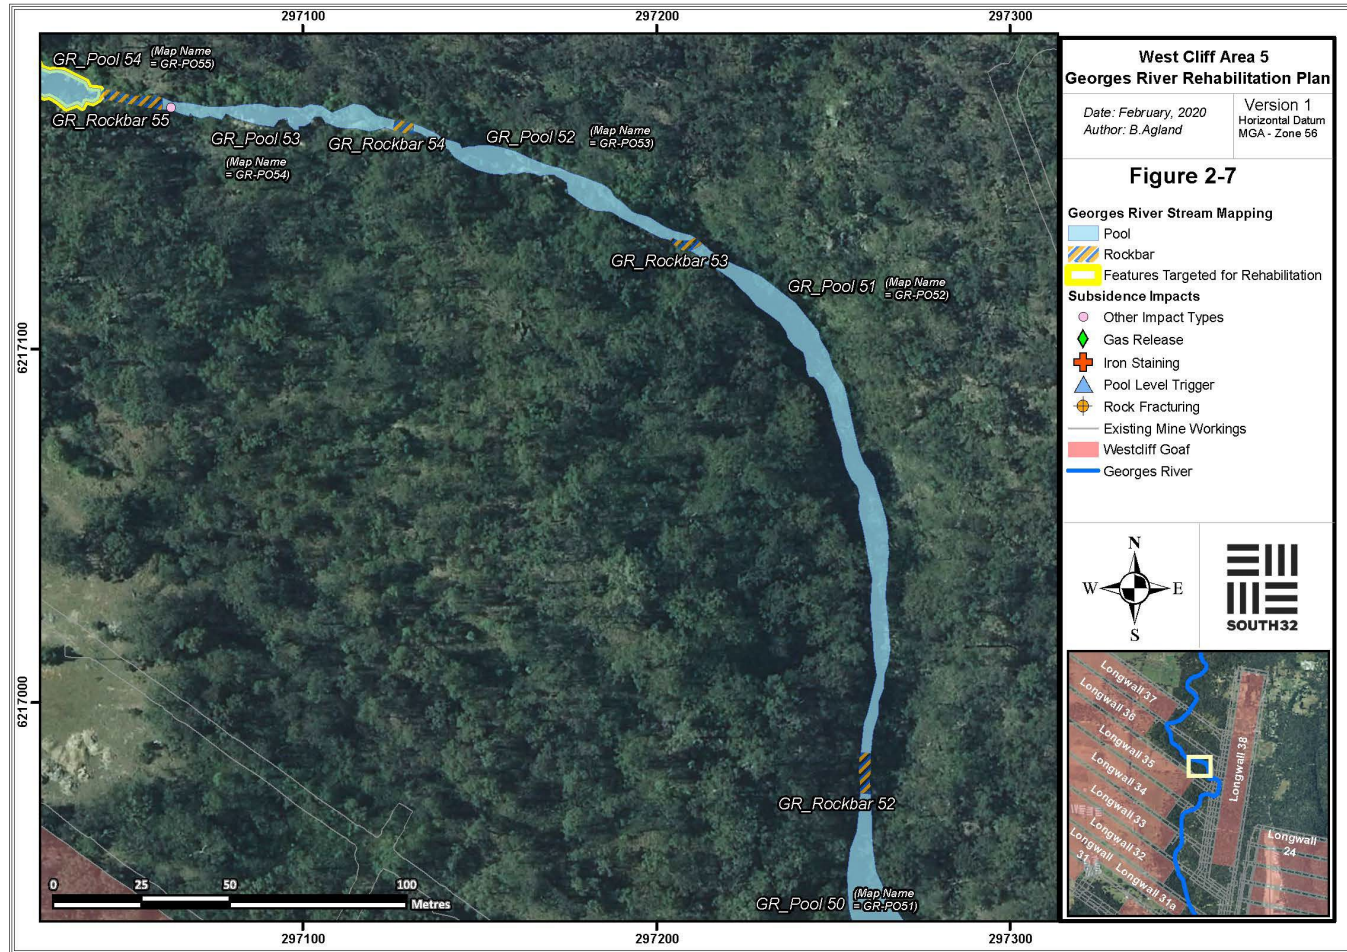 297100
297200
297300
GR_Pool 54
(Map Name
= GR-PO55)
GR_Rockbar 55
GR_Pool 53
(Map Name
= GR-PO54)
GR_Rockbar 54
GR_Pool 52
(Map Name
= GR-PO53)
GR_Rockbar 53
GR_Pool 51
(Map Name
= GR-PO52)
6217100
6217000
GR_Rockbar 52
GR_Pool 50
(Map Name
= GR-PO51)
0
25
50
100
Metres
297100
297200
297300
West Cliff Area 5
Georges River Rehabilitation Plan
Date: February, 2020
Author: B.Agland
Version 1
Horizontal Datum
MGA - Zone 56
Figure 2-7
Georges River Stream Mapping
Pool
Rockbar
Features Targeted for Rehabilitation
Subsidence Impacts
Other Impact Types
Gas Release
Iron Staining
Pool Level Trigger
Rock Fracturing
Existing Mine Workings
Westcliff Goaf
Georges River
N
W
E
S
SOUTH32
Longwall 37
Longwall 36
Longwall 35
Longwall 34
Longwall 33
Longwall 32
Longwall
31
Longwall 31a
Longwall 38
Longwall
24